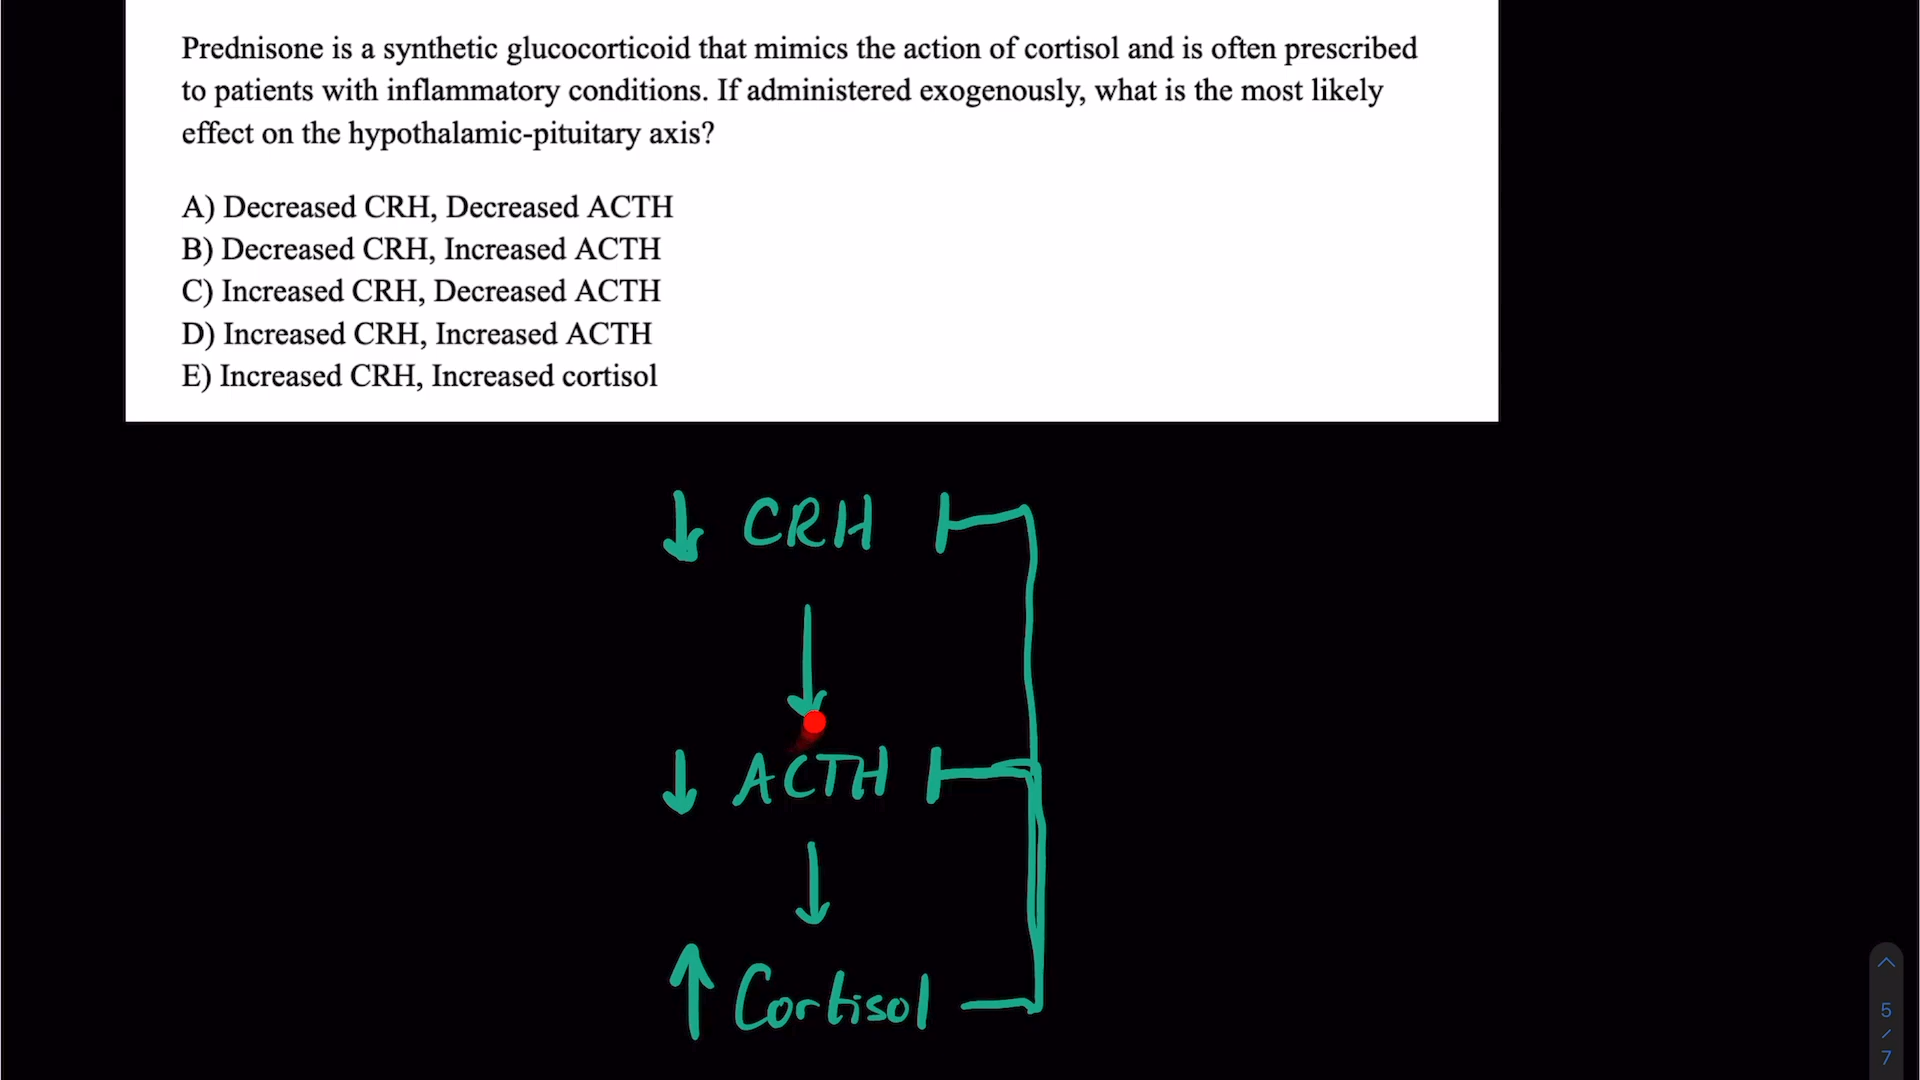 Prednisone is a synthetic glucocorticoid that mimics the action of cortisol and is often prescribed
to patients with inflammatory conditions. If administered exogenously, what is the most likely
effect on the hypothalamic-pituitary axis?
A) Decreased CRH, Decreased ACTH
B) Decreased CRH, Increased ACTH
C) Increased CRH, Decreased ACTH
D) Increased CRH, Increased ACTH
E) Increased CRH, Increased cortisol
↓ CRH
↓
↓ ACTH
↓
↑ Cortisol
5
/
7